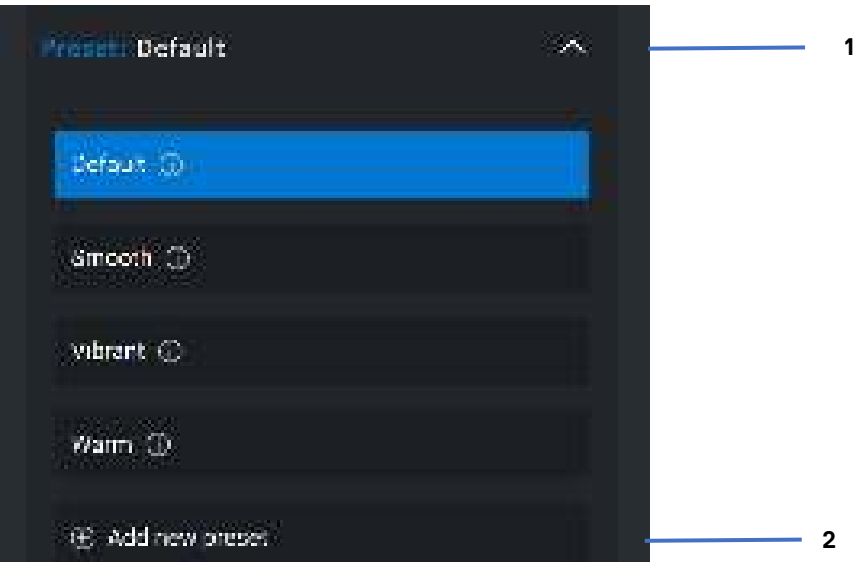 Preset: Default
1
Default
Smooth
Vibrant
Warm
Add new preset
2